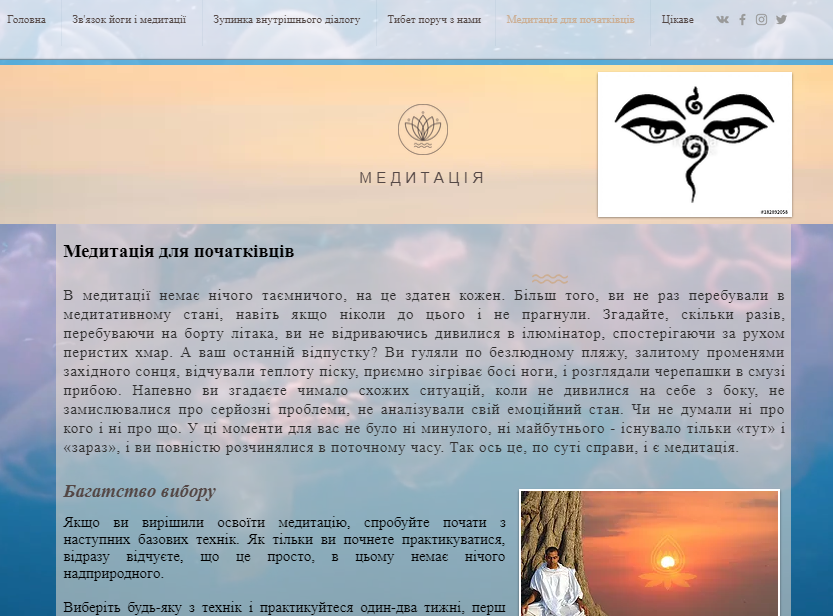 Головна Зв'язок йоги і медитації Зупинка внутрішнього діалогу Тибет поруч з нами Медитація для початківців Цікаве
МЕДИТАЦІЯ
#282892058
Медитація для початківців
В медитації немає нічого таємничого, на це здатен кожен. Більш того, ви не раз перебували в
медитативному стані, навіть якщо ніколи до цього і не прагнули. Згадайте, скільки разів,
перебуваючи на борту літака, ви не відриваючись дивилися в ілюмінатор, спостерігаючи за рухом
перистих хмар. А ваш останній відпустку? Ви гуляли по безлюдному пляжу, залитому променями
західного сонця, відчували теплоту піску, приємно зігріває босі ноги, і розглядали черепашки в смузі
прибою. Напевно ви згадаєте чимало схожих ситуацій, коли не дивилися на себе з боку, не
замислювалися про серйозні проблеми, не аналізували свій емоційний стан. Чи не думали ні про
кого і ні про що. У ці моменти для вас не було ні минулого, ні майбутнього - існувало тільки «тут» і
«зараз», і ви повністю розчинялися в поточному часу. Так ось це, по суті справи, і є медитація.
Багатство вибору
Якщо ви вирішили освоїти медитацію, спробуйте почати з
наступних базових технік. Як тільки ви почнете практикуватися,
відразу відчуєте, що це просто, в цьому немає нічого
надприродного.
Виберіть будь-яку з технік і практикуйтеся один-два тижні, перш